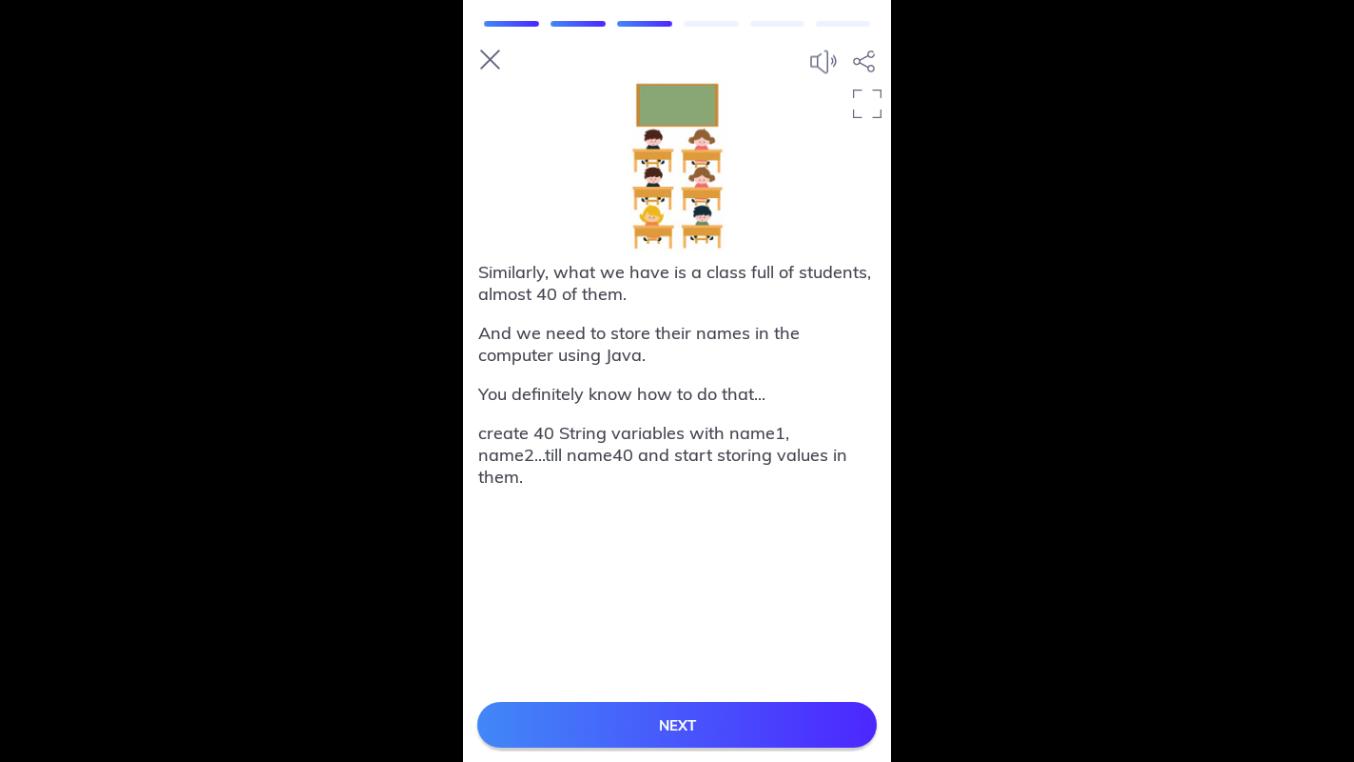 Similarly, what we have is a class full of students,
almost 40 of them.
And we need to store their names in the
computer using Java.
You definitely know how to do that...
create 40 String variables with name1,
name2...till name40 and start storing values in
them.
NEXT